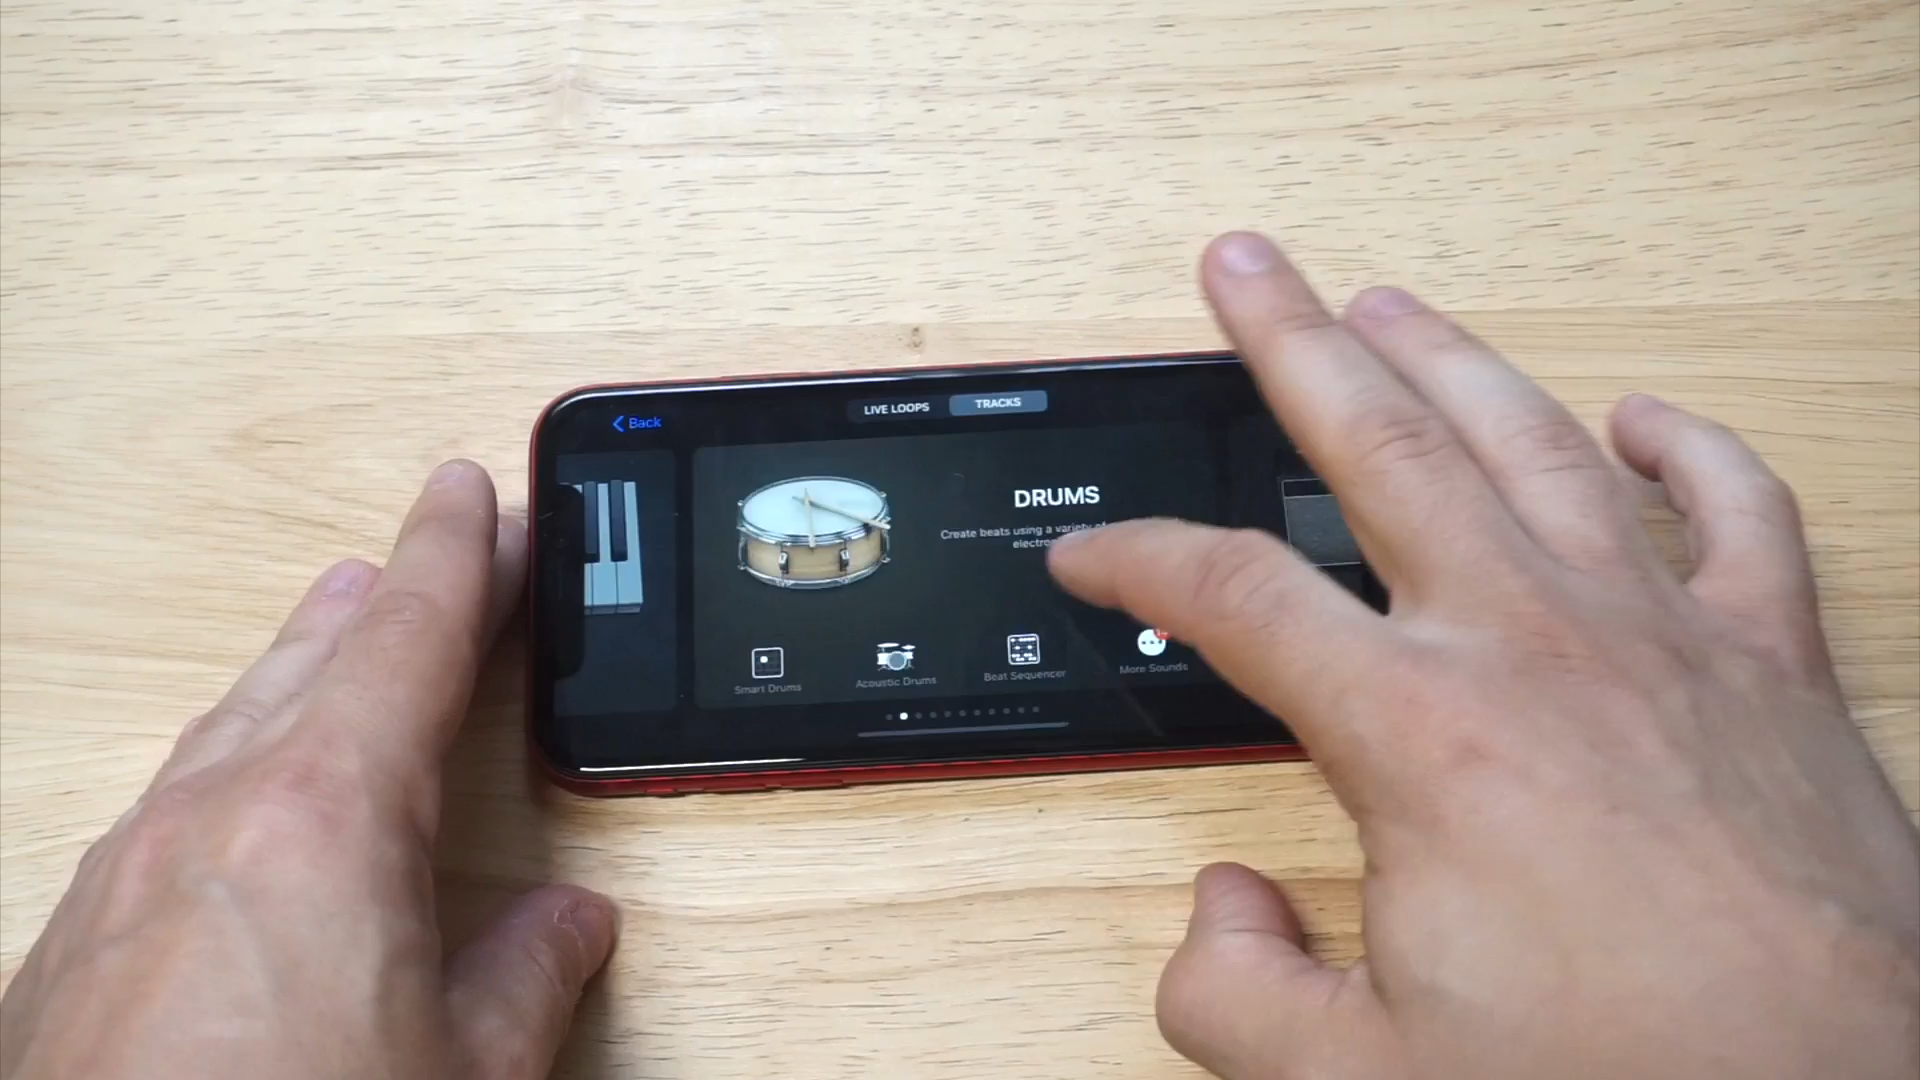 Back
LIVE LOOPS
TRACKS
DRUMS
Create beats using a variety of
Smart Drums
Acoustic Drums
Beat Sequencer
More Sounds